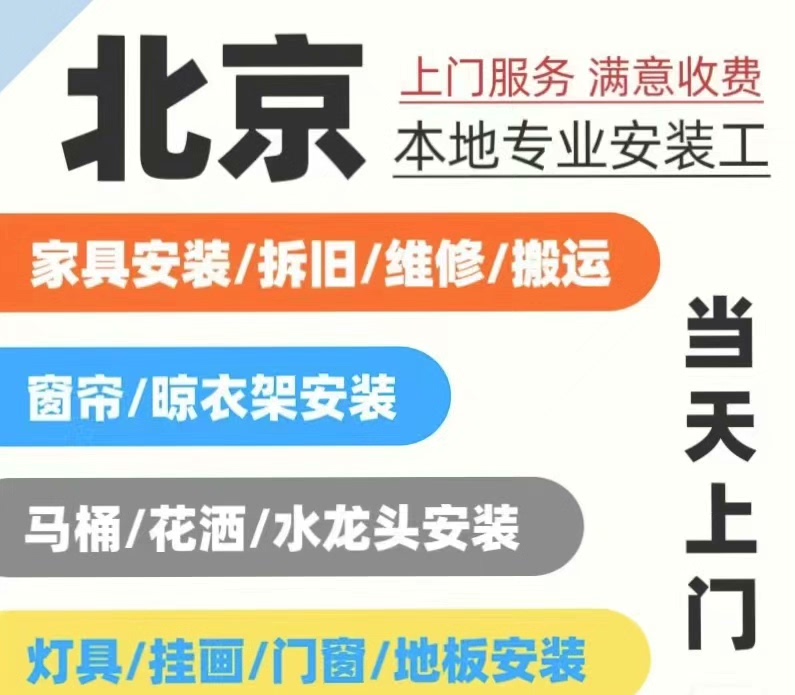 北京
上门服务 满意收费
本地专业安装工
家具安装/拆旧/维修/搬运
窗帘/晾衣架安装
马桶/花洒/水龙头安装
灯具/挂画/门窗/地板安装
当天上门